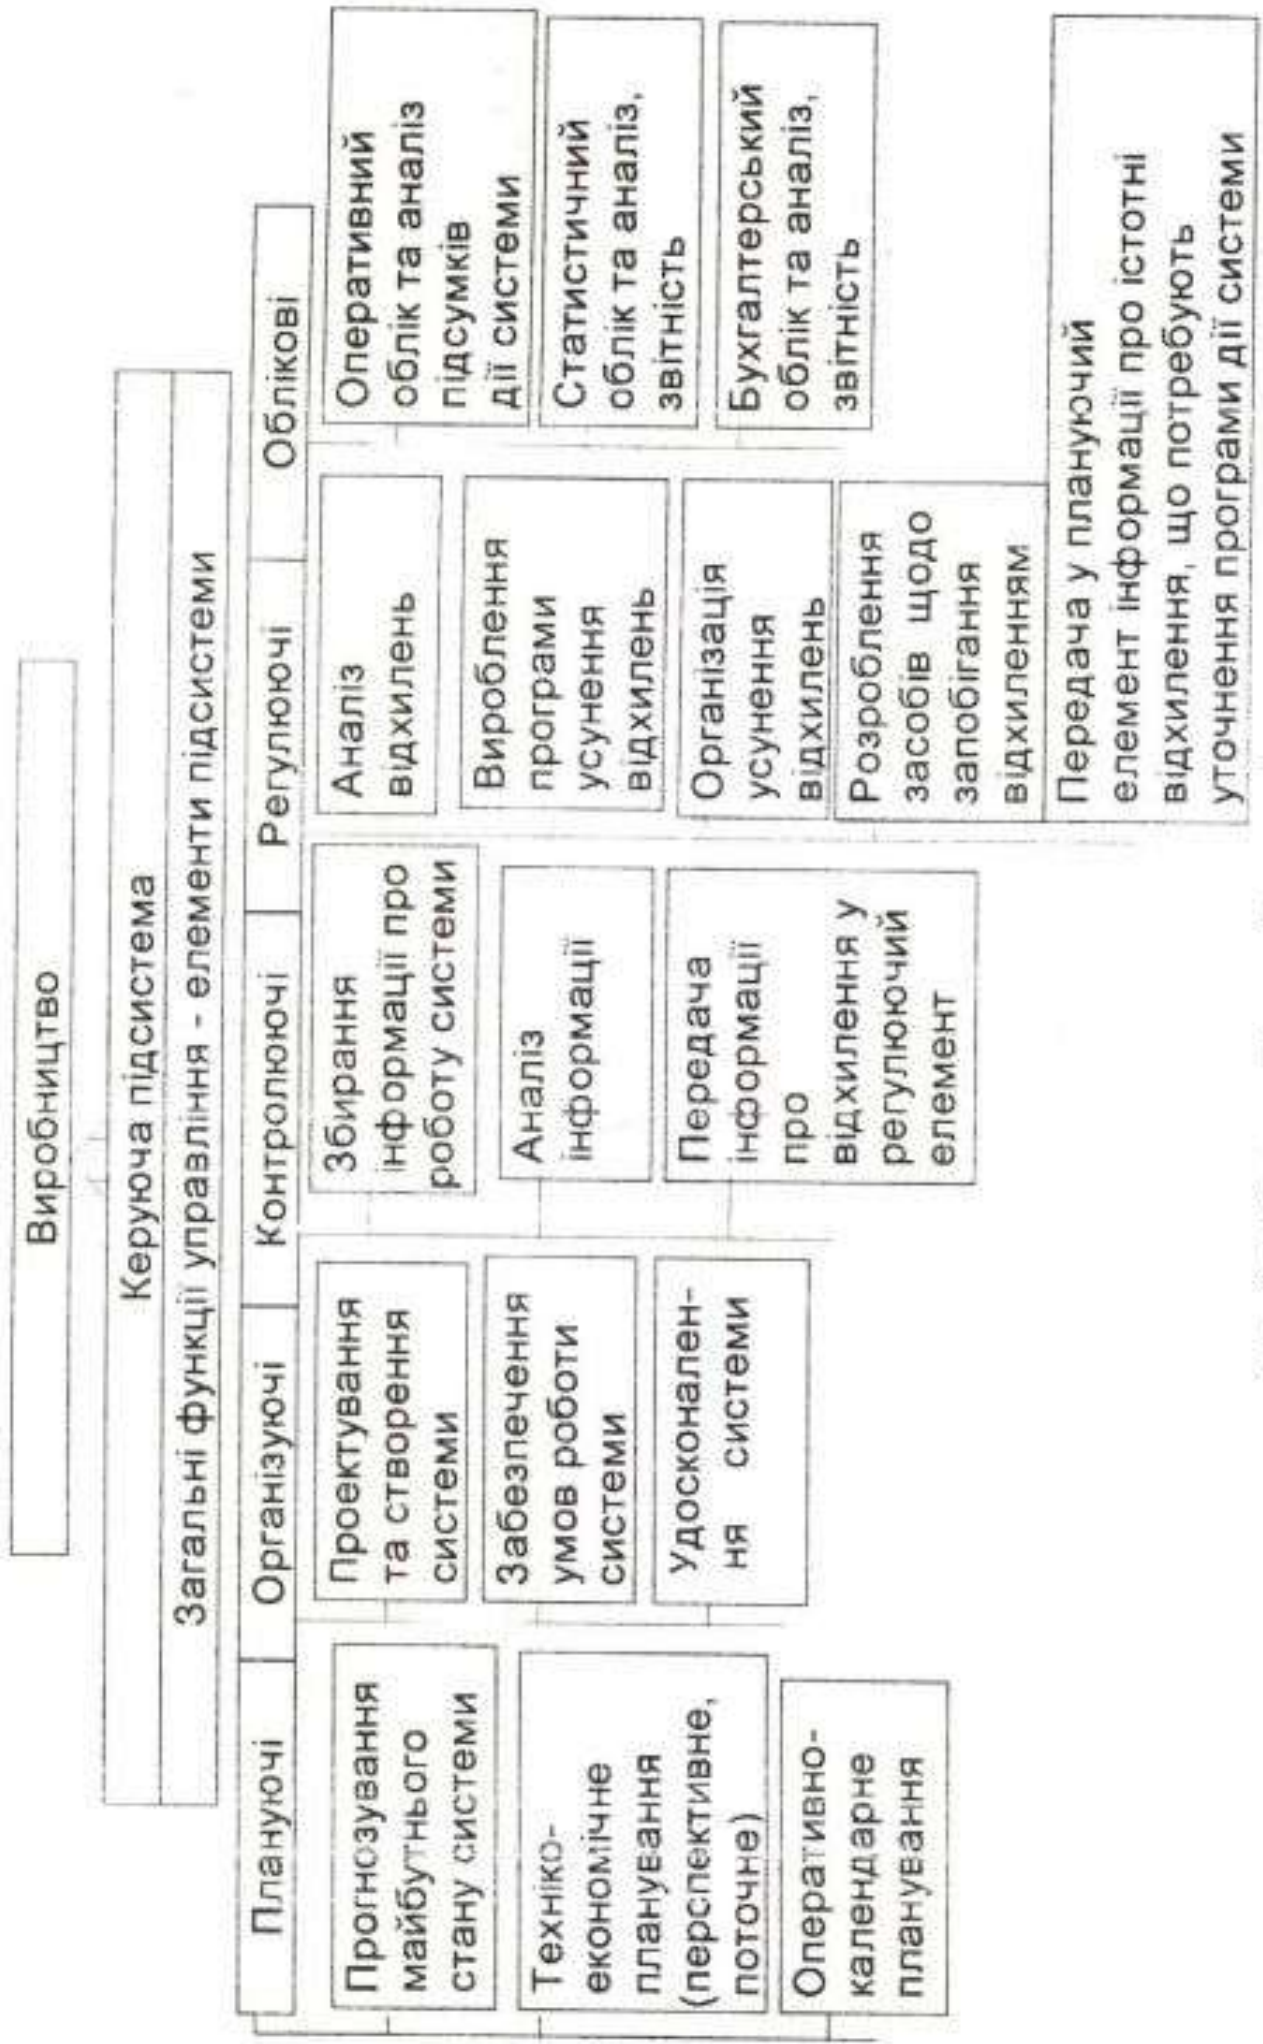 Виробництво
Керуюча підсистема
Загальні функції управління - елементи підсистеми
Плануючі
Організуючі
Контролюючі
Регулюючі
Облікові
Прогнозування
майбутнього
стану системи
Техніко-
економічне
планування
(перспективне,
поточне)
Оперативно-
календарне
планування
Проектування
та створення
системи
Забезпечення
умов роботи
системи
Удосконален-
ня системи
Збирання
інформації про
роботу системи
Аналіз
інформації
Передача
інформації
про
відхилення у
регулюючий
елемент
Аналіз
відхилень
Вироблення
програми
усунення
відхилень
Організація
усунення
відхилень
Розроблення
засобів щодо
запобігання
відхиленням
Передача у плануючий
елемент інформації про істотні
відхилення, що потребують
уточнення програми дії системи
Оперативний
облік та аналіз
підсумків
дії системи
Статистичний
облік та аналіз,
звітність
Бухгалтерський
облік та аналіз,
звітність